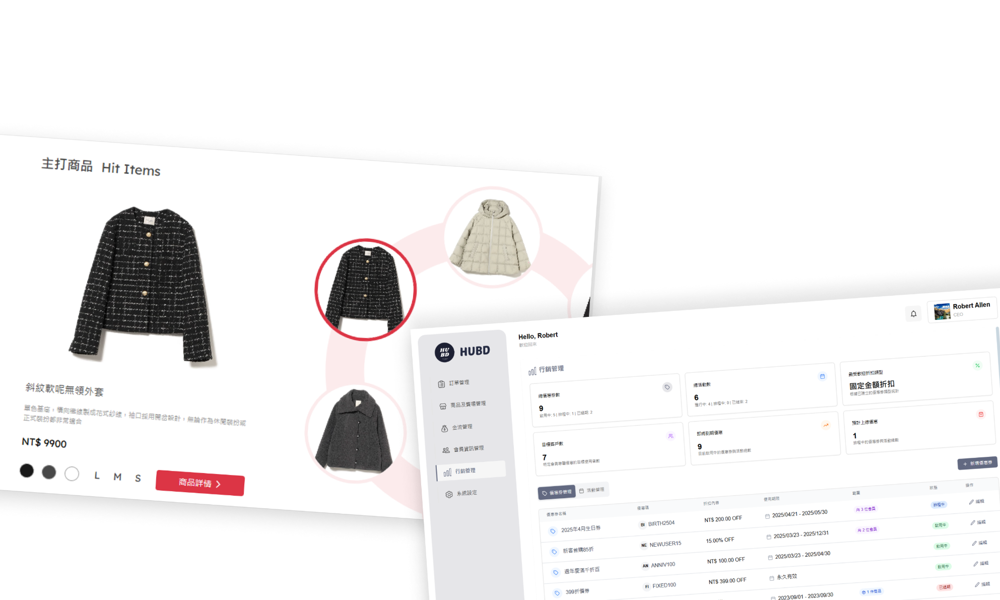 主打商品 Hit Items
斜紋軟呢無領外套
單色基底，橫向織線製成花式紗線，袖口採用開岔設計，無論作為休閒裝扮或
正式裝扮都非常適合
NT$ 9900
L M S
商品詳情
HU
BD
HUBD
訂單管理
商品及賣場管理
金流管理
會員資訊管理
行銷管理
系統設定
Hello, Robert
歡迎回來
Robert Allen
CEO
行銷管理
總優惠券數
9
啟用中: 5 | 排程中: 1 | 已過期: 2
總活動數
6
進行中: 4 | 排程中: 0 | 已結束: 2
最受歡迎折扣類型
固定金額折扣
根據已建立的優惠券類型統計
目標客戶數
7
特定會員專屬優惠的目標使用者數
即將到期優惠
9
目前啟用中的優惠券與活動總數
預計上線優惠
1
排程中的優惠券與活動總數
新增優惠券
優惠券管理
活動管理
優惠券名稱 優惠碼 折扣內容 使用期限 範圍 狀態 操作
2025年4月生日券 BI BIRTH2504 NT$ 200.00 OFF 2025/04/21 - 2025/05/30 3 位會員 排程中 編輯
新客首購85折 NE NEWUSER15 15.00% OFF 2025/03/23 - 2025/12/31 2 位會員 啟用中 編輯
週年慶滿千折百 AN ANNIV100 NT$ 100.00 OFF 2025/03/23 - 2025/04/30 啟用中 編輯
399折價券 FI FIXED100 NT$ 399.00 OFF 永久有效 啟用中 編輯
2023/09/01 - 2023/09/30 1 件商品 已過期 編輯